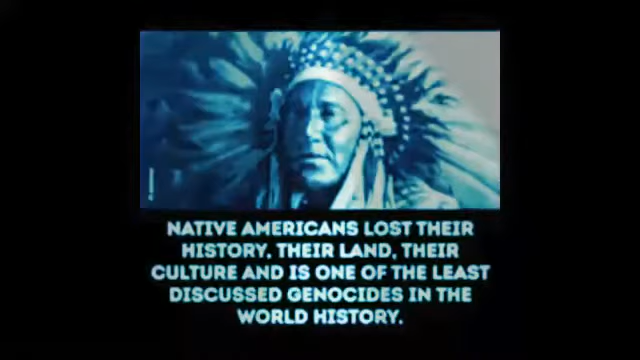 NATIVE AMERICANS LOST THEIR
HISTORY, THEIR LAND, THEIR
CULTURE AND IS ONE OF THE LEAST
DISCUSSED GENOCIDES IN THE
WORLD HISTORY.